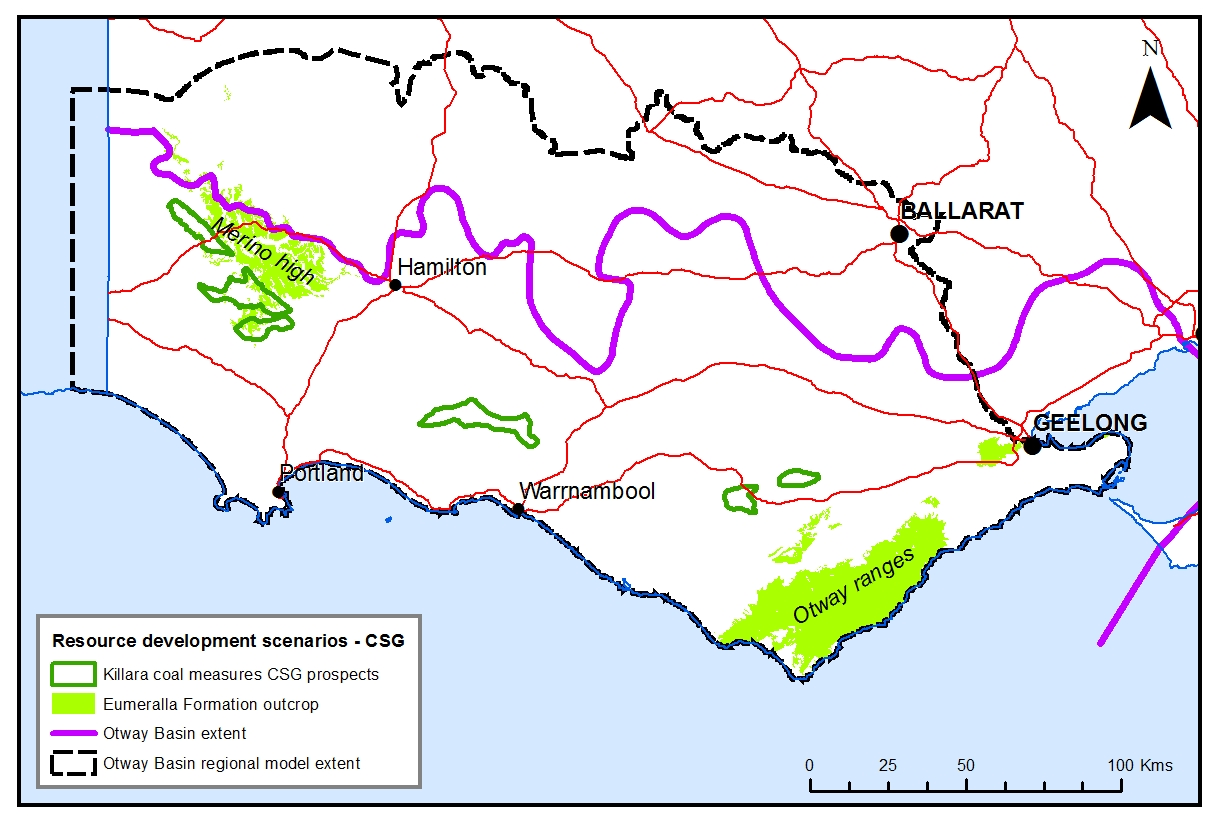 N
BALLARAT
Merino high
Hamilton
GEELONG
Portland
Warrnambool
Otway ranges
Resource development scenarios - CSG
Killara coal measures CSG prospects
Eumeralla Formation outcrop
Otway Basin extent
Otway Basin regional model extent
0 25 50 100 Kms